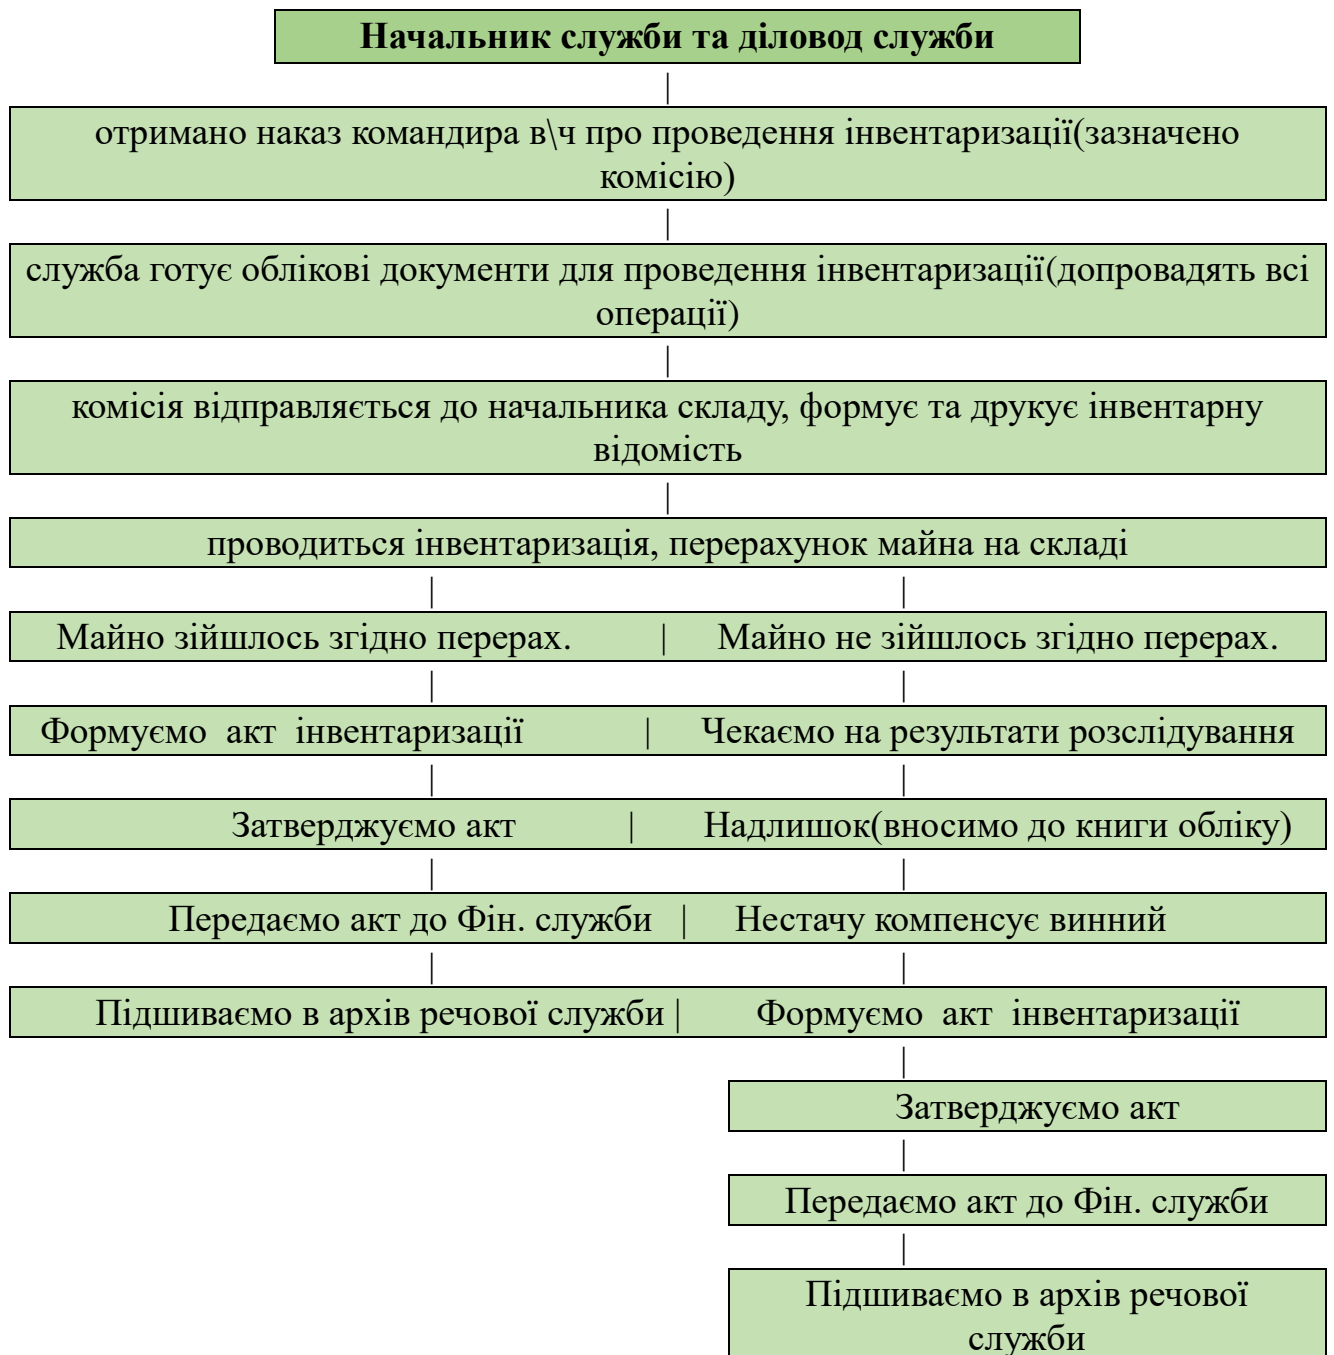 Начальник служби та діловод служби
|
отримано наказ командира в\ч про проведення інвентаризації(зазначено
комісію)
|
служба готує облікові документи для проведення інвентаризації(допровадять всі
операції)
|
комісія відправляється до начальника складу, формує та друкує інвентарну
відомість
|
проводиться інвентаризація, перерахунок майна на складі
| |
Майно зійшлось згідно перерах. | Майно не зійшлось згідно перерах.
| |
Формуємо акт інвентаризації | Чекаємо на результати розслідування
| |
Затверджуємо акт | Надлишок(вносимо до книги обліку)
| |
Передаємо акт до Фін. служби | Нестачу компенсує винний
| |
Підшиваємо в архів речової служби | Формуємо акт інвентаризації
|
Затверджуємо акт
|
Передаємо акт до Фін. служби
|
Підшиваємо в архів речової
служби